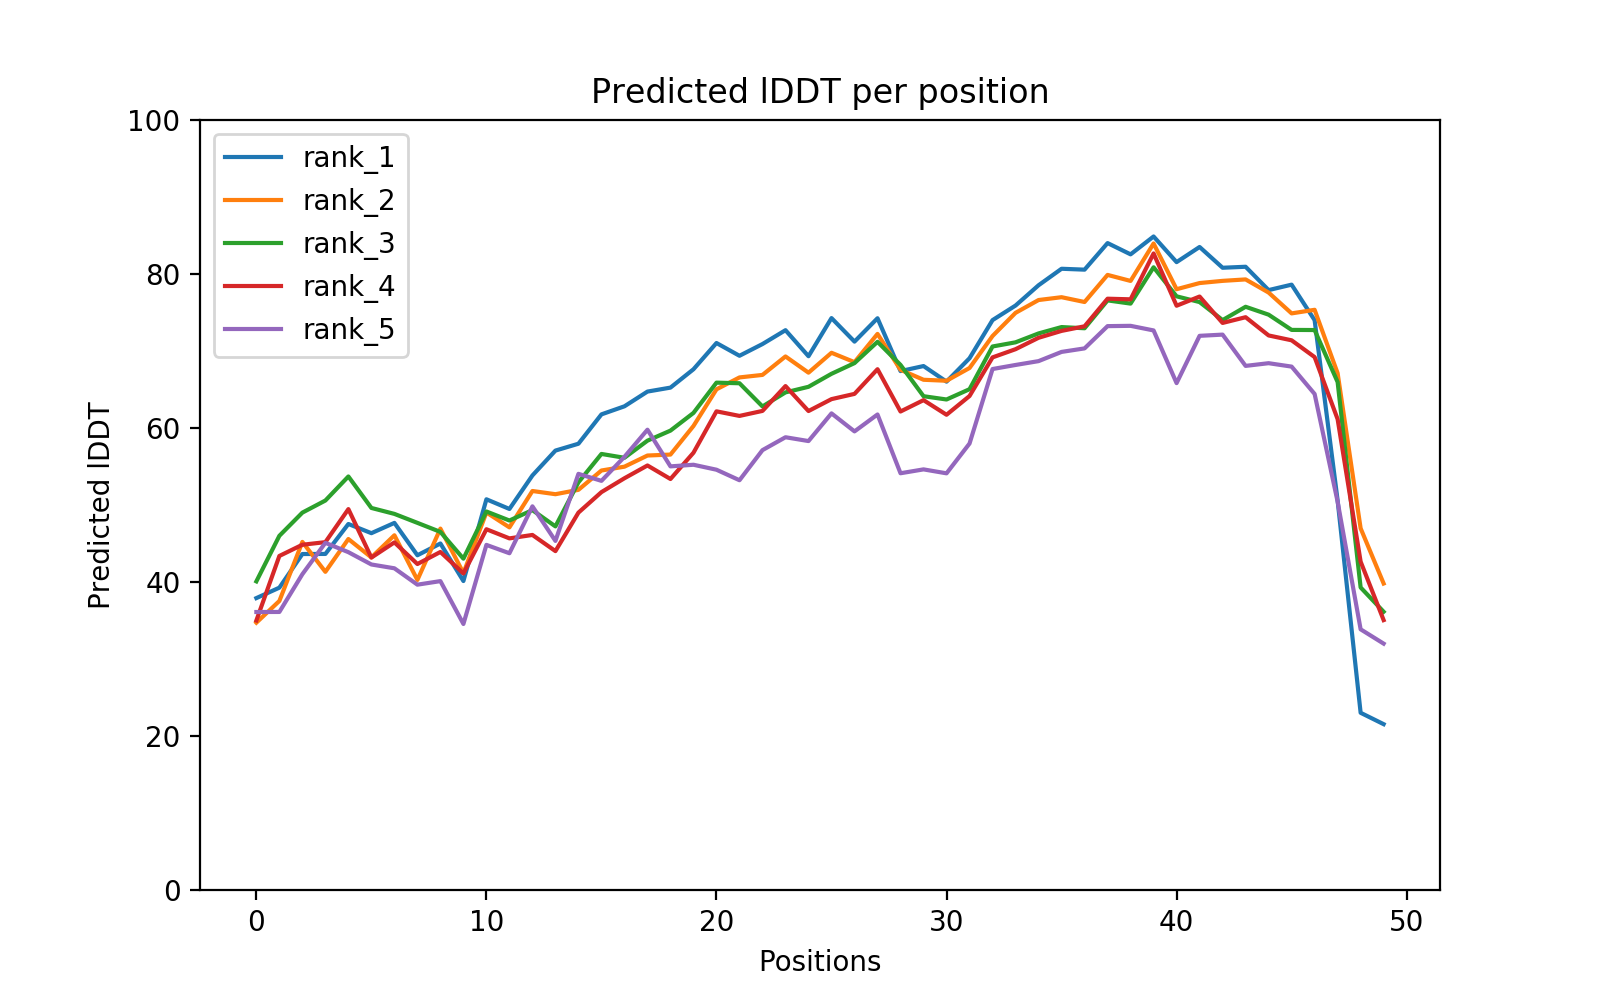 Predicted lDDT per position
100
80
60
40
20
0
Predicted lDDT
rank_1
rank_2
rank_3
rank_4
rank_5
0 10 20 30 40 50
Positions